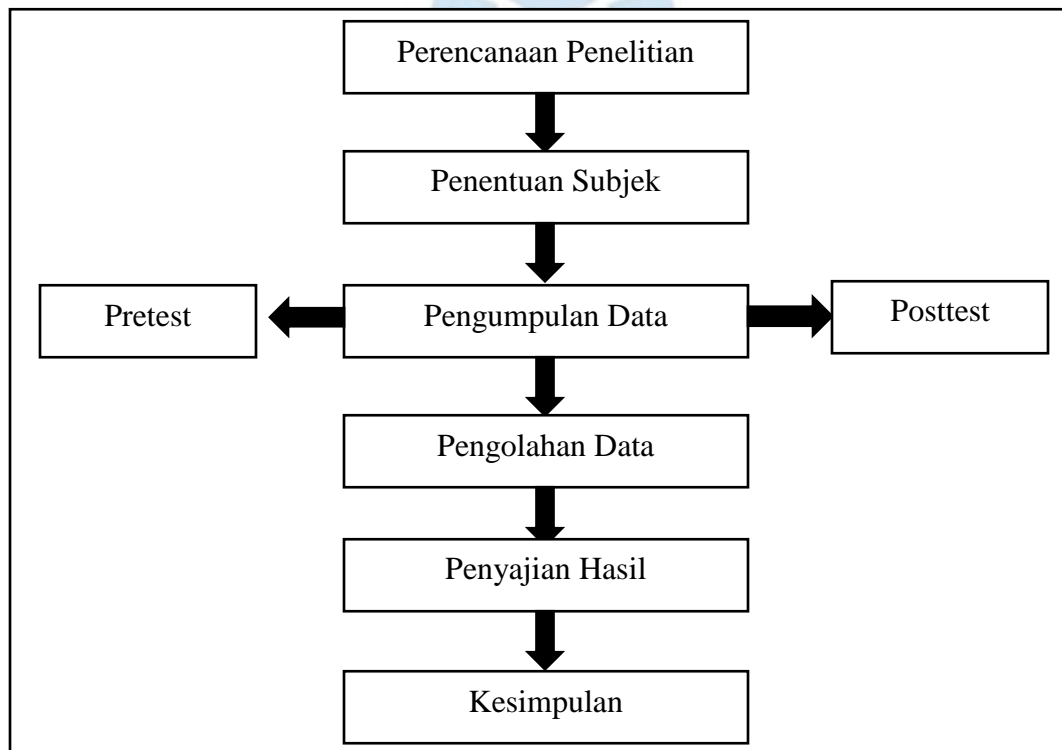 Perencanaan Penelitian
Penentuan Subjek
Pretest
Pengumpulan Data
Posttest
Pengolahan Data
Penyajian Hasil
Kesimpulan